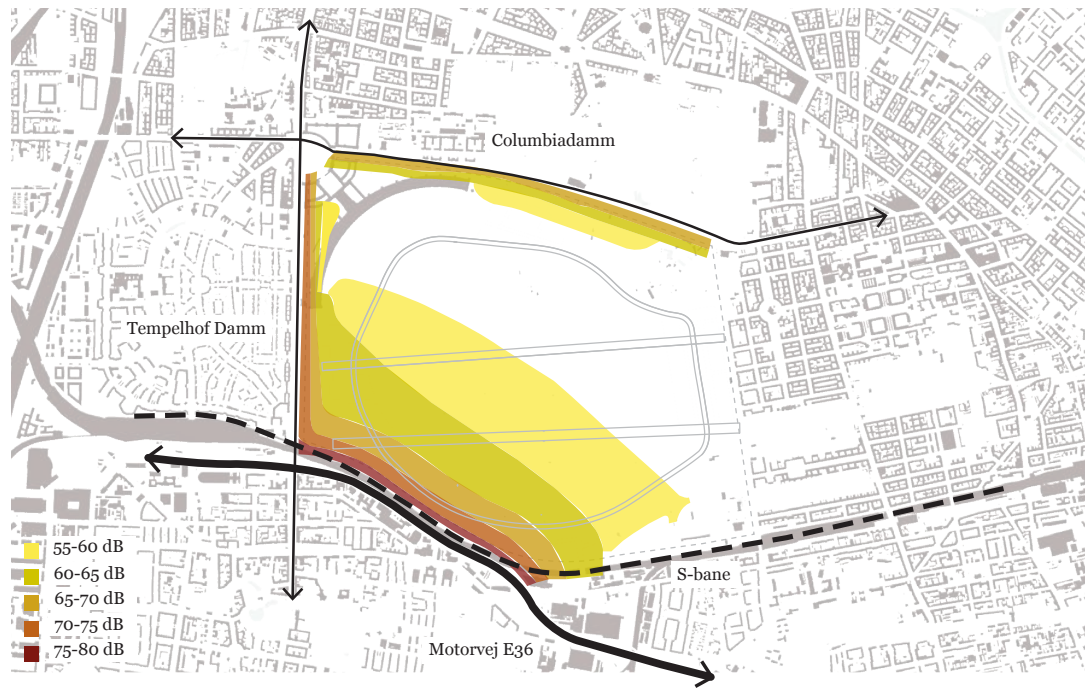 Columbiadamm
Tempelhof Damm
S-bane
Motorvej E36
55-60 dB
60-65 dB
65-70 dB
70-75 dB
75-80 dB